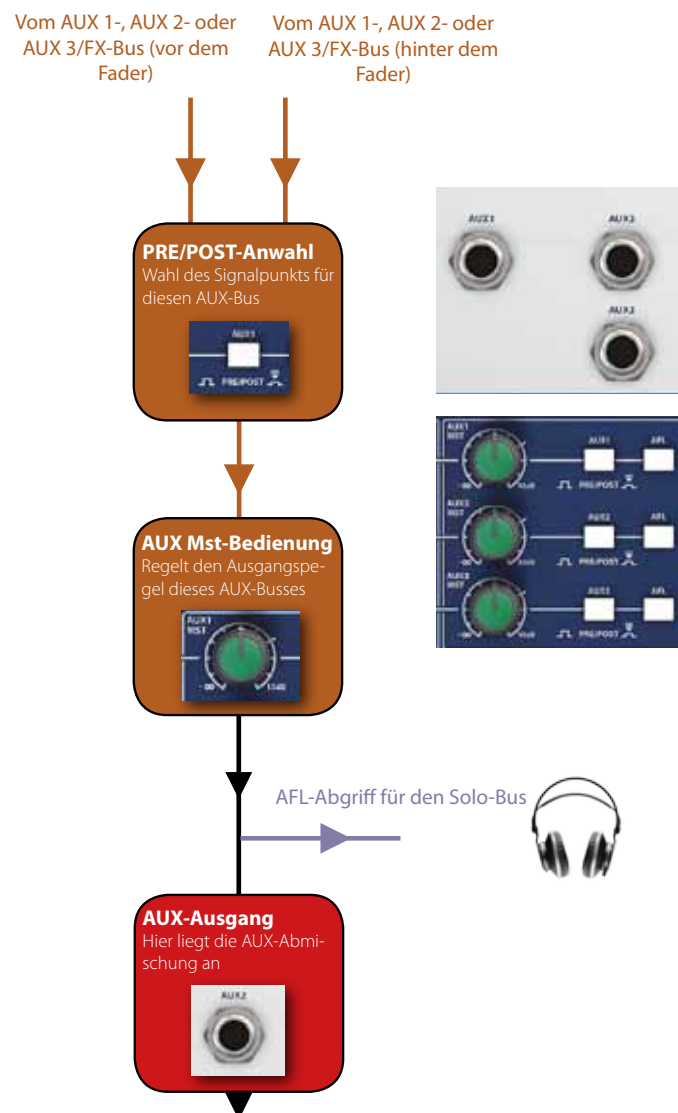 Vom AUX 1-, AUX 2- oder
AUX 3/FX-Bus (vor dem
Fader)
Vom AUX 1-, AUX 2- oder
AUX 3/FX-Bus (hinter dem
Fader)
PRE/POST-Anwahl
Wahl des Signalpunkts für
diesen AUX-Bus
PRE/POST
AUX1
AUX Mst-Bedienung
Regelt den Ausgangspe-
gel dieses AUX-Busses
AUX1
MST
AUX1
AUX1 AFL
PRE/POST
AUX2 AFL
PRE/POST
AFL
PRE/POST
AFL-Abgriff für den Solo-Bus
AUX-Ausgang
Hier liegt die AUX-Abmi-
schung an
AUX2